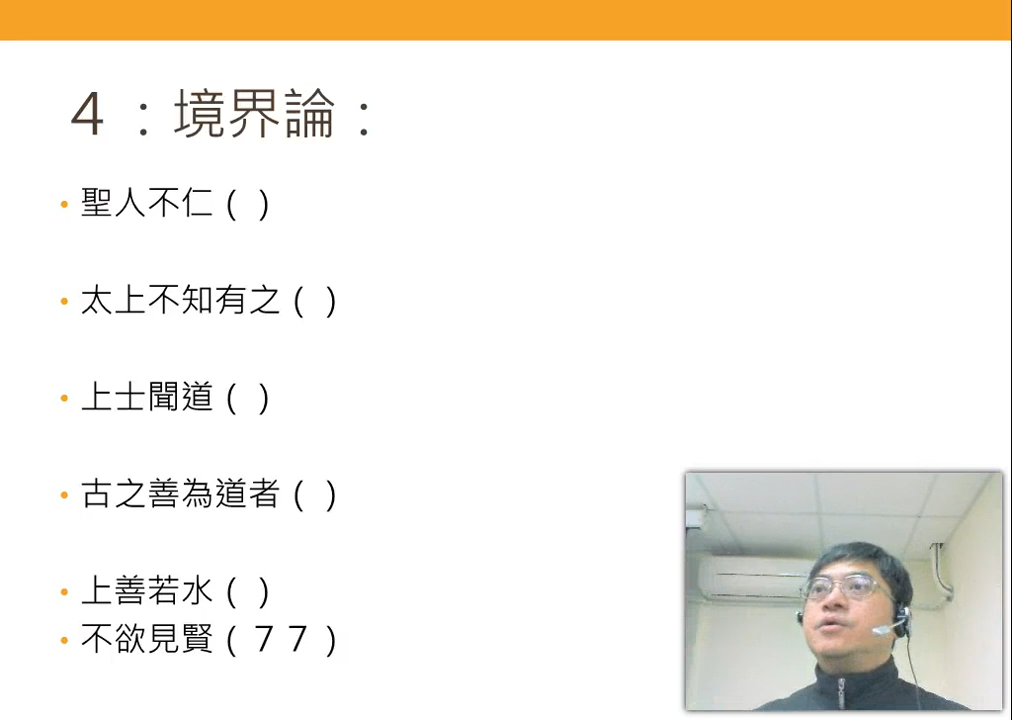 ４：境界論：
• 聖人不仁（ ）
• 太上不知有之（ ）
• 上士聞道（ ）
• 古之善為道者（ ）
• 上善若水（ ）
• 不欲見賢（７７）